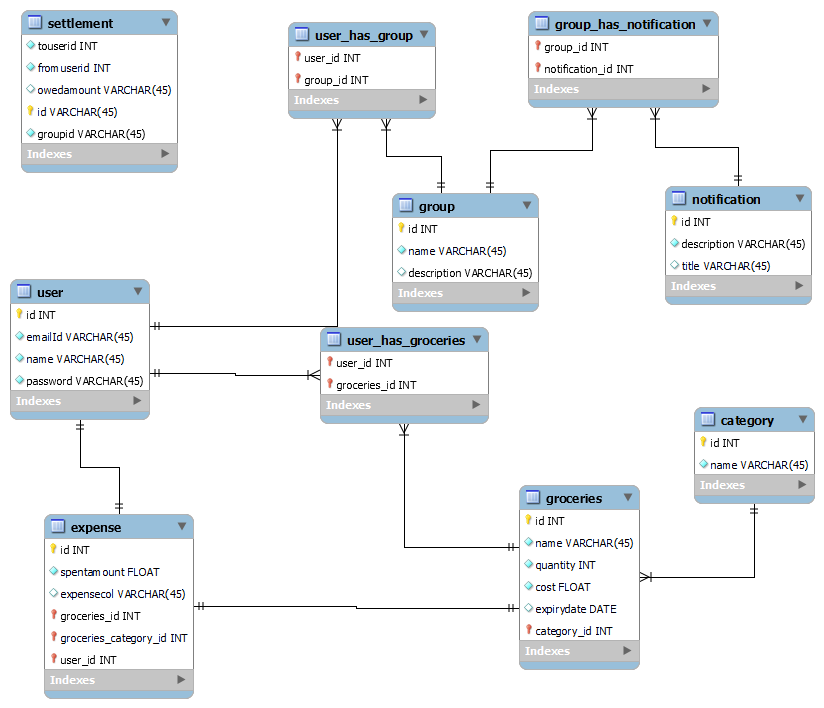 settlement
touserid INT
fromuserid INT
owedamount VARCHAR(45)
id VARCHAR(45)
groupid VARCHAR(45)
Indexes
user_has_group
user_id INT
group_id INT
Indexes
group_has_notification
group_id INT
notification_id INT
Indexes
group
id INT
name VARCHAR(45)
description VARCHAR(45)
Indexes
notification
id INT
description VARCHAR(45)
title VARCHAR(45)
Indexes
user
id INT
emailId VARCHAR(45)
name VARCHAR(45)
password VARCHAR(45)
Indexes
user_has_groceries
user_id INT
groceries_id INT
Indexes
category
id INT
name VARCHAR(45)
Indexes
expense
id INT
spentamount FLOAT
expensecol VARCHAR(45)
groceries_id INT
groceries_category_id INT
user_id INT
Indexes
groceries
id INT
name VARCHAR(45)
quantity INT
cost FLOAT
expirydate DATE
category_id INT
Indexes